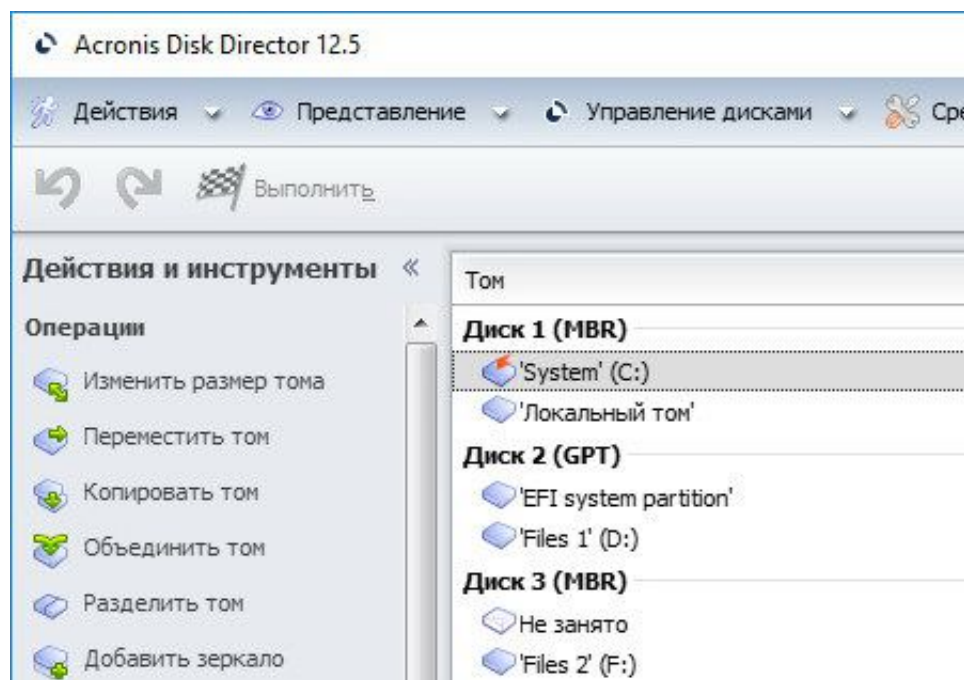 Acronis Disk Director 12.5
Действия Представление Управление дисками
Выполнить
Действия и инструменты «
Операции
Изменить размер тома
Переместить том
Копировать том
Объединить том
Разделить том
Добавить зеркало
Том
Диск 1 (MBR)
'System' (C:)
'Локальный том'
Диск 2 (GPT)
'EFI system partition'
'Files 1' (D:)
Диск 3 (MBR)
Не занято
'Files 2' (F:)